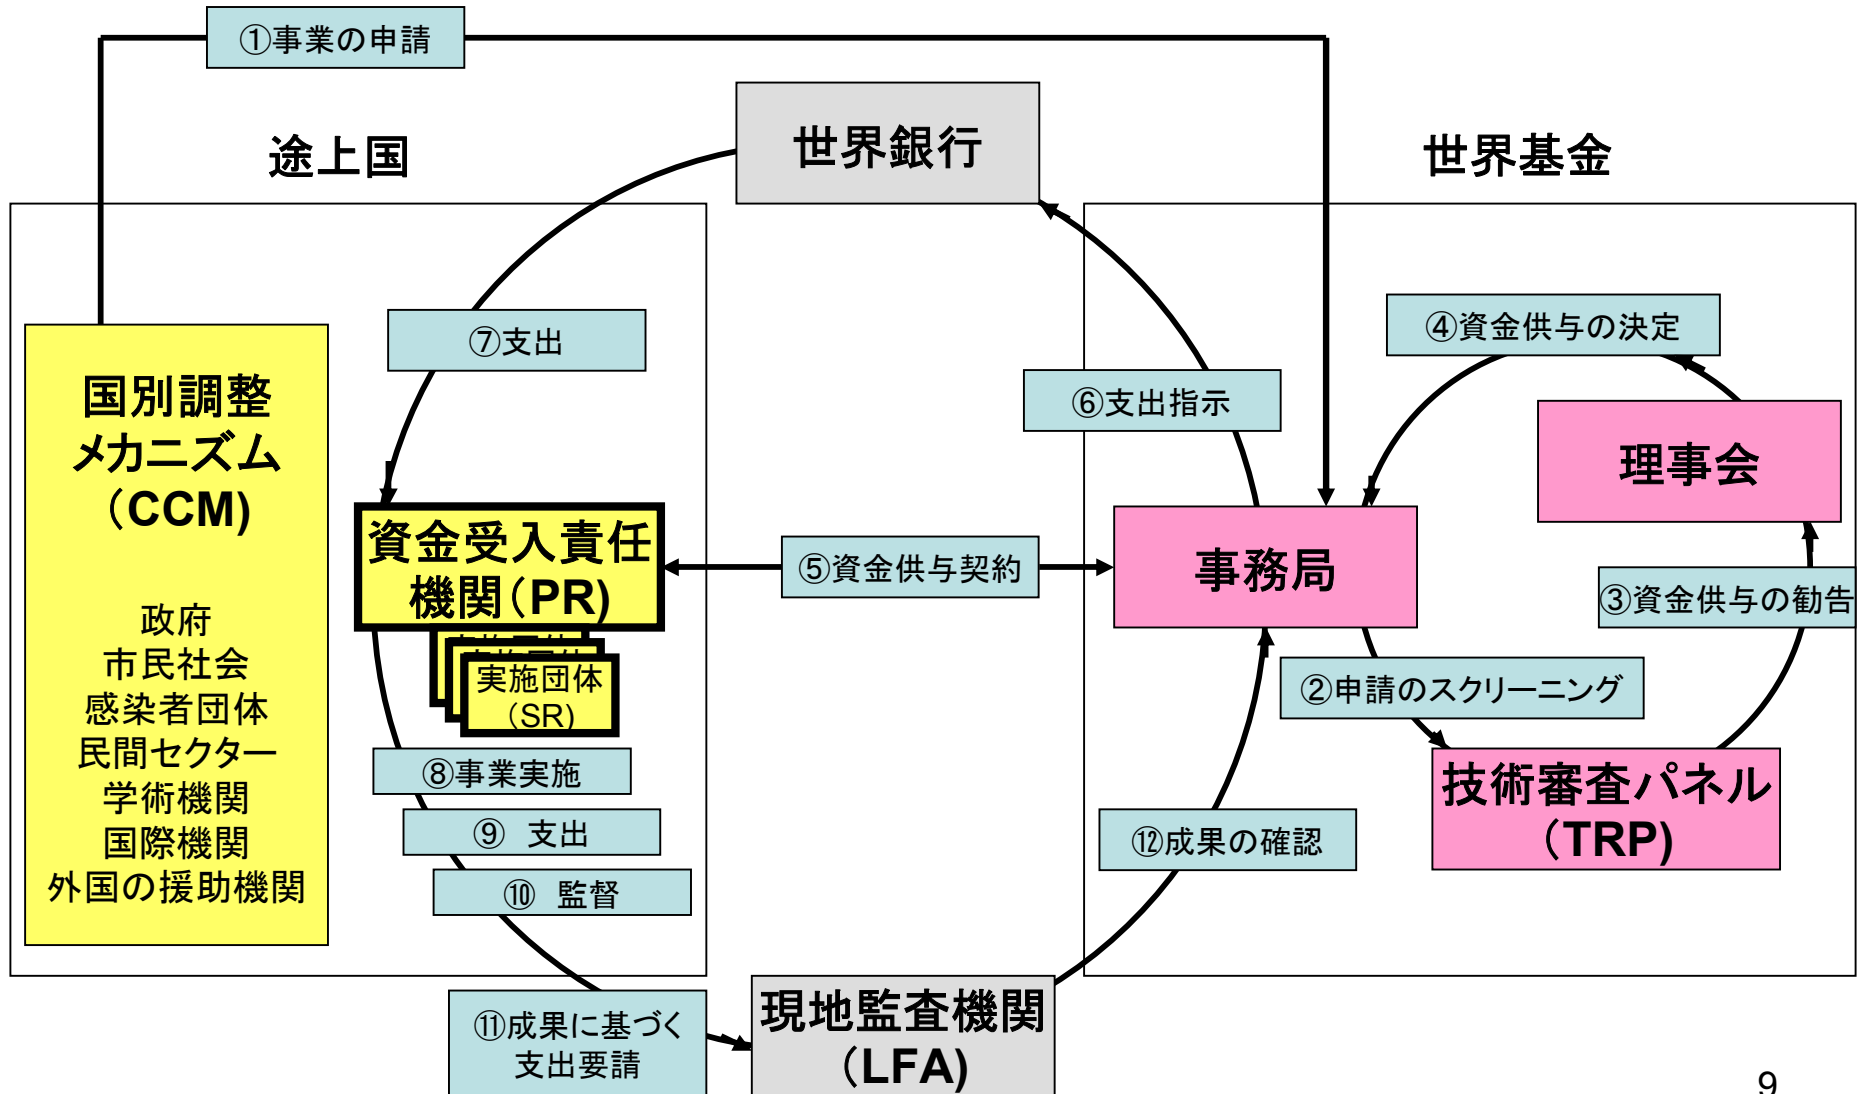 ①事業の申請
世界銀行
途上国
世界基金
④資金供与の決定
⑦支出
国別調整
メカニズム
（CCM)
政府
市民社会
感染者団体
民間セクター
学術機関
国際機関
外国の援助機関
⑥支出指示
理事会
資金受入責任
機関（PR)
⑤資金供与契約
事務局
③資金供与の勧告
実施団体
（SR)
②申請のスクリーニング
⑧事業実施
⑨　支出
⑩　監督
⑫成果の確認
技術審査パネル
（TRP)
⑪成果に基づく
支出要請
現地監査機関
（LFA)
9